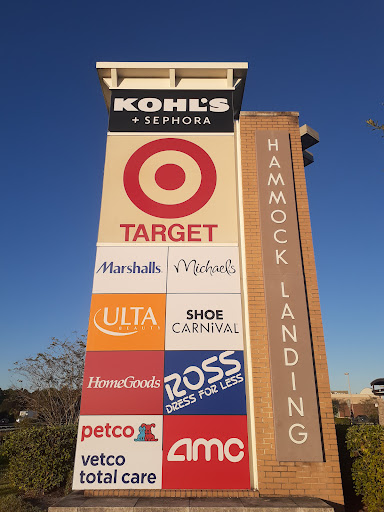 KOHL'S
+ SEPHORA
TARGET
Marshalls
Michaels
ULTA
BEAUTY
SHOE
CARNIVAL
HomeGoods
ROSS
DRESS FOR LESS
petco
vetco
total care
amc
HAMMOCK LANDING